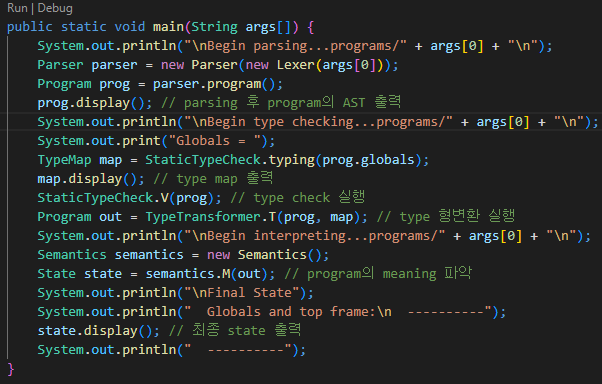 Run | Debug
public static void main(String args[]) {
    System.out.println("\nBegin parsing...programs/" + args[0] + "\n");
    Parser parser = new Parser(new Lexer(args[0]));
    Program prog = parser.program();
    prog.display(); // parsing 후 program의 AST 출력
    System.out.println("\nBegin type checking...programs/" + args[0] + "\n");
    System.out.print("Globals = ");
    TypeMap map = StaticTypeCheck.typing(prog.globals);
    map.display(); // type map 출력
    StaticTypeCheck.V(prog); // type check 실행
    Program out = TypeTransformer.T(prog, map); // type 형변환 실행
    System.out.println("\nBegin interpreting...programs/" + args[0] + "\n");
    Semantics semantics = new Semantics();
    State state = semantics.M(out); // program의 meaning 파악
    System.out.println("\nFinal State");
    System.out.println("  Globals and top frame:\n  ----------");
    state.display(); // 최종 state 출력
    System.out.println("  ----------");
}